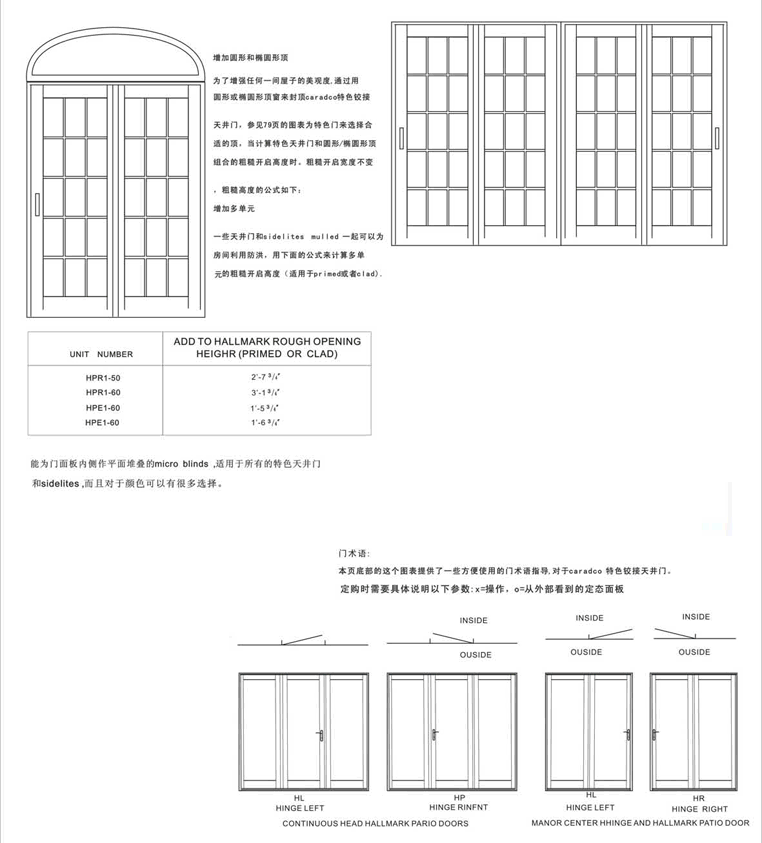 增加圆形和椭圆形顶
为了增强任何一间屋子的美观度,通过用
圆形或椭圆形顶窗来封顶caradco特色铰接
天井门，参见79页的图表为特色门来选择合
适的顶，当计算特色天井门和圆形/椭圆形顶
组合的粗糙开启高度时，粗糙开启宽度不变
，粗糙高度的公式如下：
增加多单元
一些天井门和sidelites mulled 一起可以为
房间利用防洪，用下面的公式来计算多单
元的粗糙开启高度（适用于primed或者clad).
UNIT NUMBER
ADD TO HALLMARK ROUGH OPENING
HEIGHR (PRIMED OR CLAD)
HPR1-50 2'-7 3/4"
HPR1-60 3'-1 3/4"
HPE1-60 1'-5 3/4"
HPE1-60 1'-6 3/4"
能为门面板内侧作平面堆叠的micro blinds ,适用于所有的特色天井门
和sidelites ,而且对于颜色可以有很多选择。
门术语:
本页底部的这个图表提供了一些方便使用的门术语指导,对于caradco 特色铰接天井门。
定购时需要具体说明以下参数:x=操作，o=从外部看到的定态面板
INSIDE
OUSIDE
INSIDE
OUSIDE
INSIDE
OUSIDE
HL
HINGE LEFT
HP
HINGE RINFNT
HL
HINGE LEFT
HR
HINGE RIGHT
CONTINUOUS HEAD HALLMARK PARIO DOORS
MANOR CENTER HHINGE AND HALLMARK PATIO DOOR